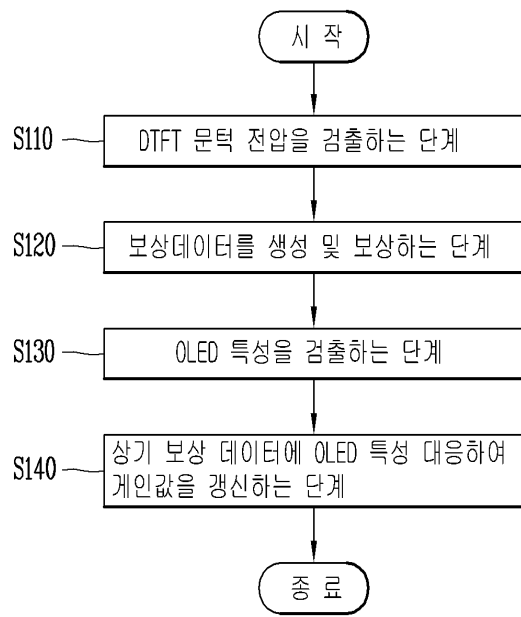 시 작
S110
DTFT 문턱 전압을 검출하는 단계
S120
보상데이터를 생성 및 보상하는 단계
S130
OLED 특성을 검출하는 단계
S140
상기 보상 데이터에 OLED 특성 대응하여
게인값을 갱신하는 단계
종 료